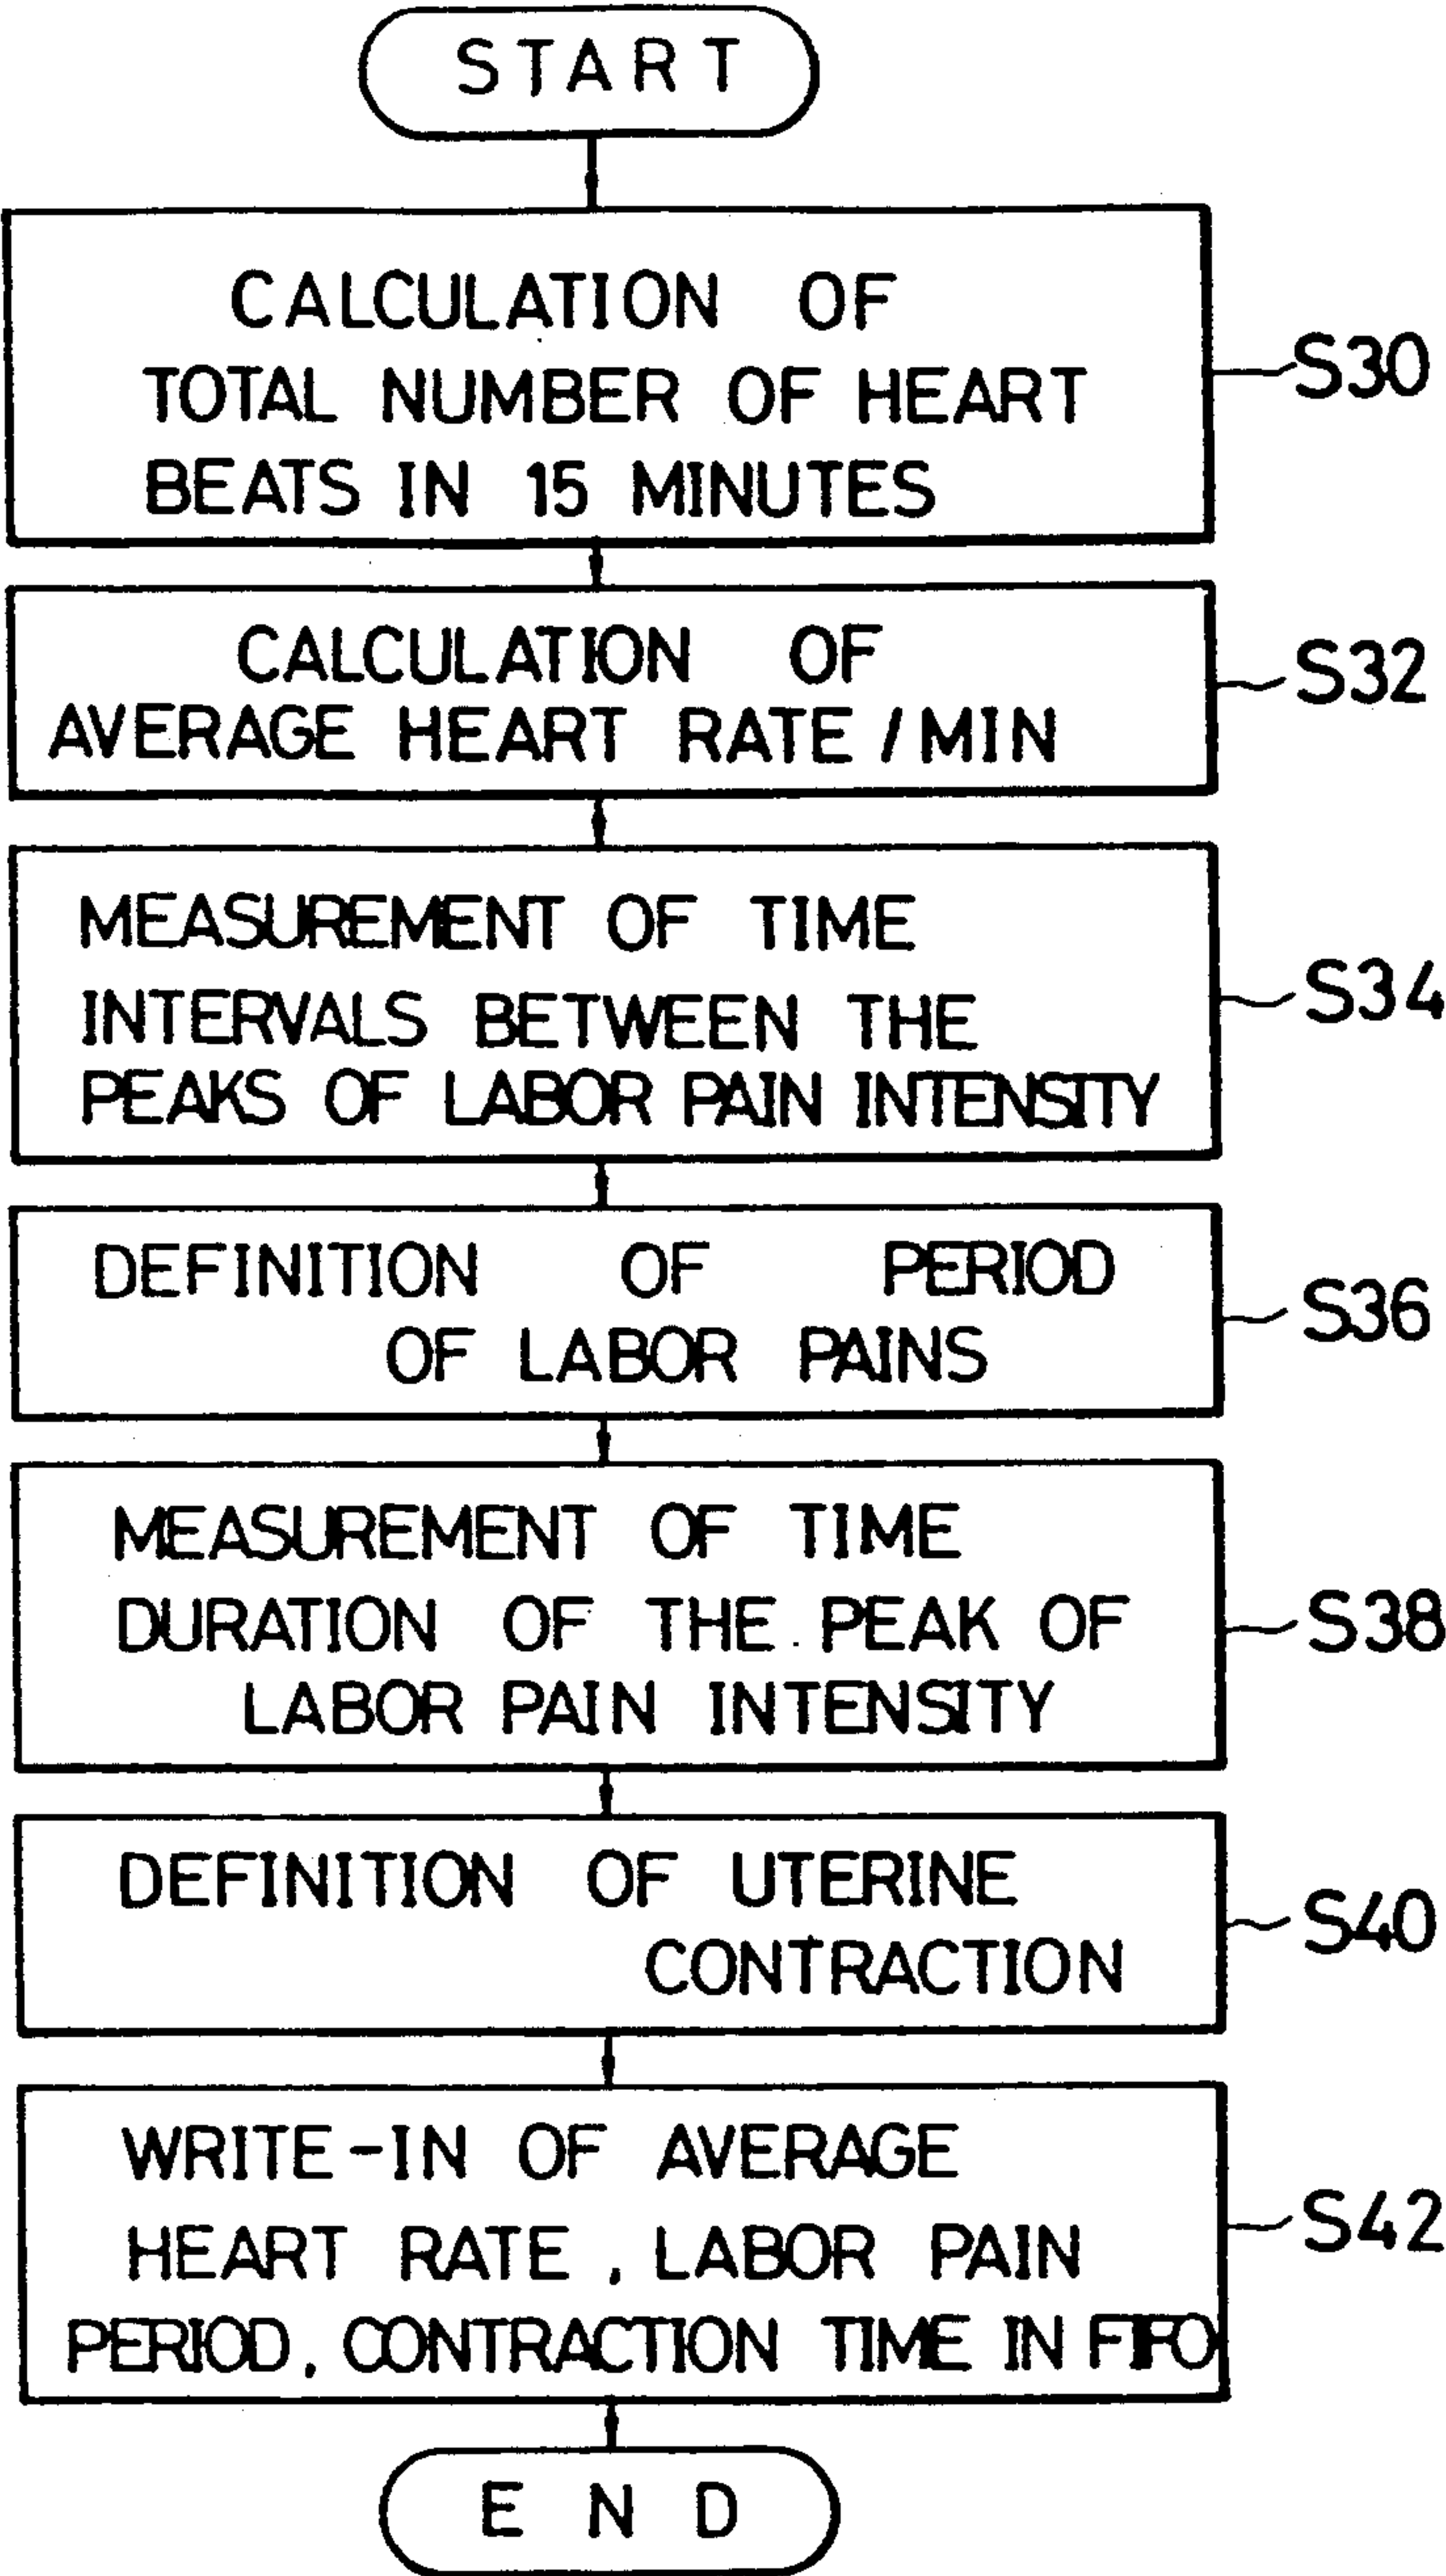 START
CALCULATION OF
TOTAL NUMBER OF HEART
BEATS IN 15 MINUTES
S30
CALCULATION OF
AVERAGE HEART RATE / MIN
S32
MEASUREMENT OF TIME
INTERVALS BETWEEN THE
PEAKS OF LABOR PAIN INTENSITY
S34
DEFINITION OF PERIOD
OF LABOR PAINS
S36
MEASUREMENT OF TIME
DURATION OF THE PEAK OF
LABOR PAIN INTENSITY
S38
DEFINITION OF UTERINE
CONTRACTION
S40
WRITE-IN OF AVERAGE
HEART RATE, LABOR PAIN
PERIOD, CONTRACTION TIME IN FIFO
S42
END